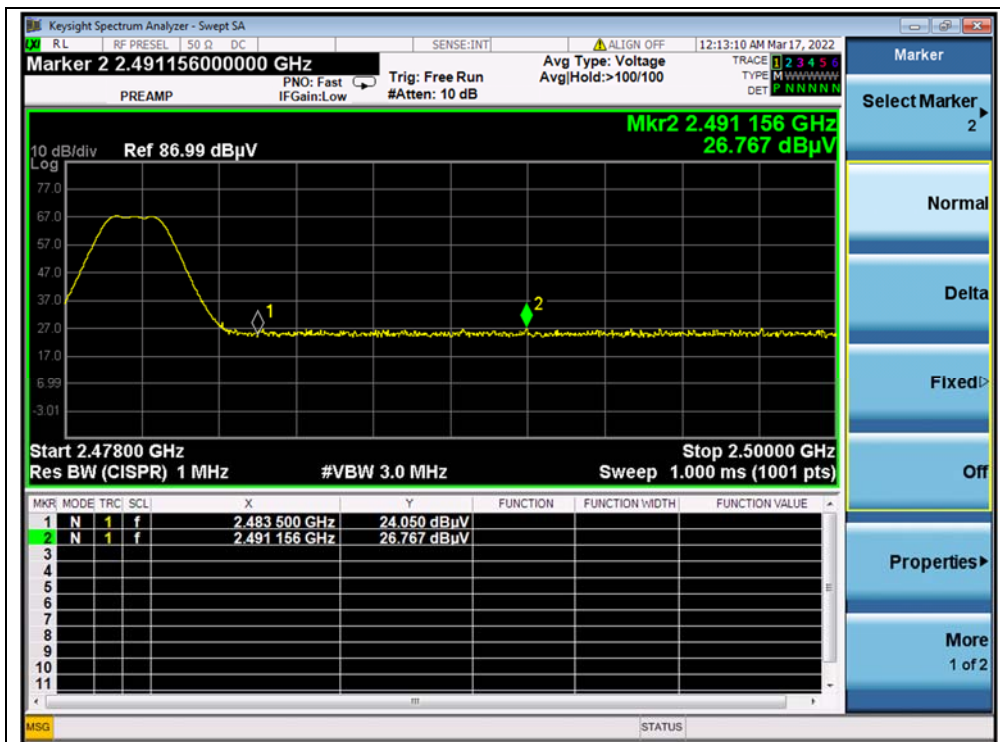 Keysight Spectrum Analyzer - Swept SA
LXI RL RF PRESEL 50 Ω DC SENSE:INT ALIGN OFF 12:13:10 AM Mar 17, 2022
Marker 2 2.491156000000 GHz
PREAMP
PNO: Fast
IFGain:Low
Trig: Free Run
#Atten: 10 dB
Avg Type: Voltage
Avg|Hold:>100/100
TRACE 1 2 3 4 5 6
TYPE M WWWWW
DET P N N N N N
Mkr2 2.491 156 GHz
26.767 dBµV
10 dB/div Ref 86.99 dBµV
Log
77.0
67.0
57.0
47.0
37.0
27.0
17.0
6.99
-3.01
1
2
Start 2.47800 GHz Stop 2.50000 GHz
Res BW (CISPR) 1 MHz #VBW 3.0 MHz Sweep 1.000 ms (1001 pts)
MKR MODE TRC SCL X Y FUNCTION FUNCTION WIDTH FUNCTION VALUE
1 N 1 f 2.483 500 GHz 24.050 dBµV
2 N 1 f 2.491 156 GHz 26.767 dBµV
3
4
5
6
7
8
9
10
11
MSG STATUS
Marker
Select Marker
2
Normal
Delta
Fixed
Off
Properties
More
1 of 2